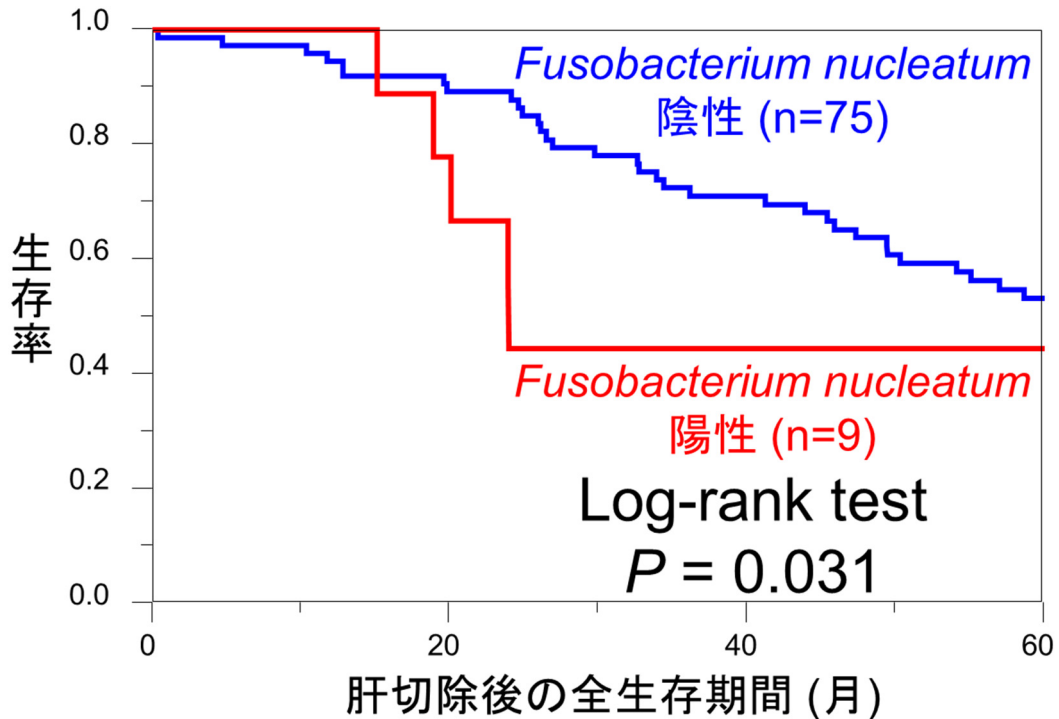 1.0
0.8
0.6
0.4
0.2
0.0
生存率
Fusobacterium nucleatum
陰性 (n=75)
Fusobacterium nucleatum
陽性 (n=9)
Log-rank test
P = 0.031
0 20 40 60
肝切除後の全生存期間 (月)